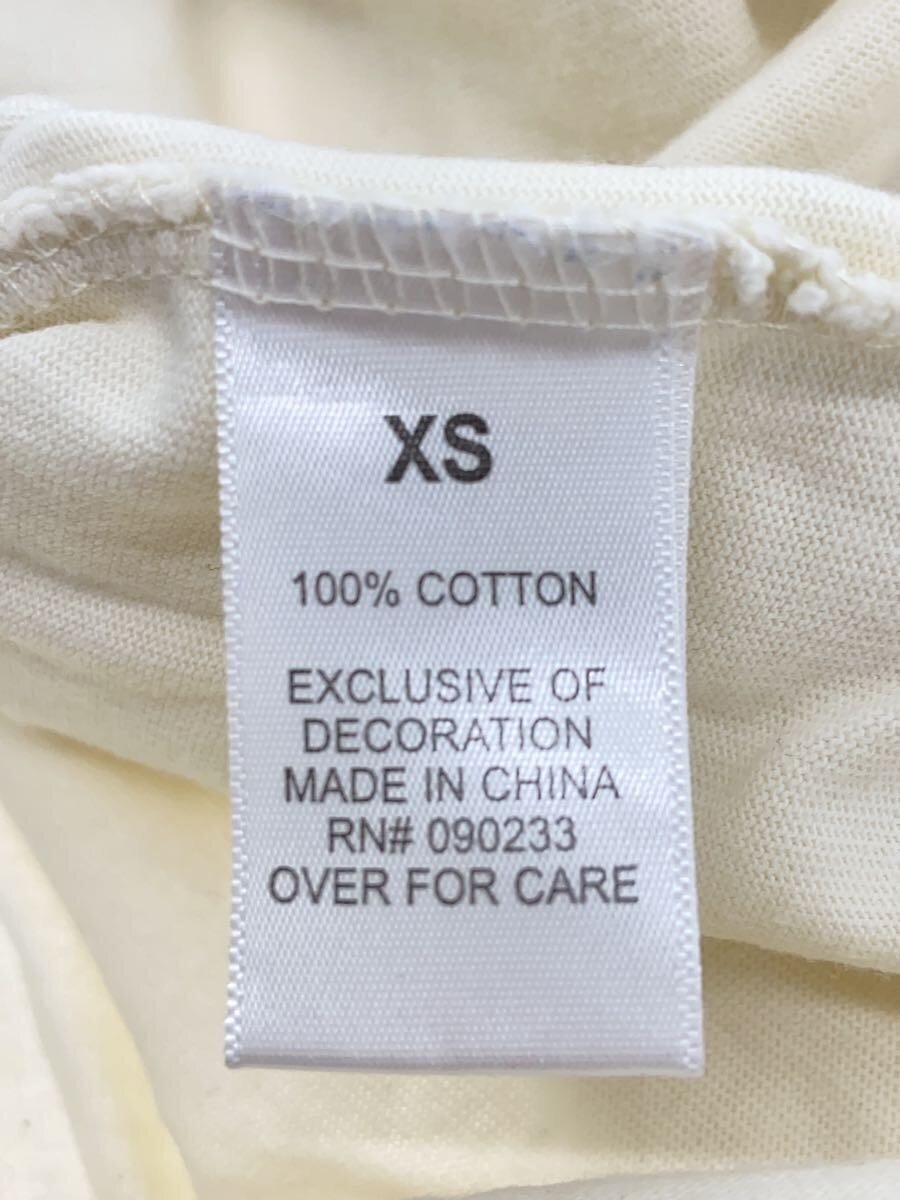 XS
100% COTTON
EXCLUSIVE OF
DECORATION
MADE IN CHINA
RN# 090233
OVER FOR CARE